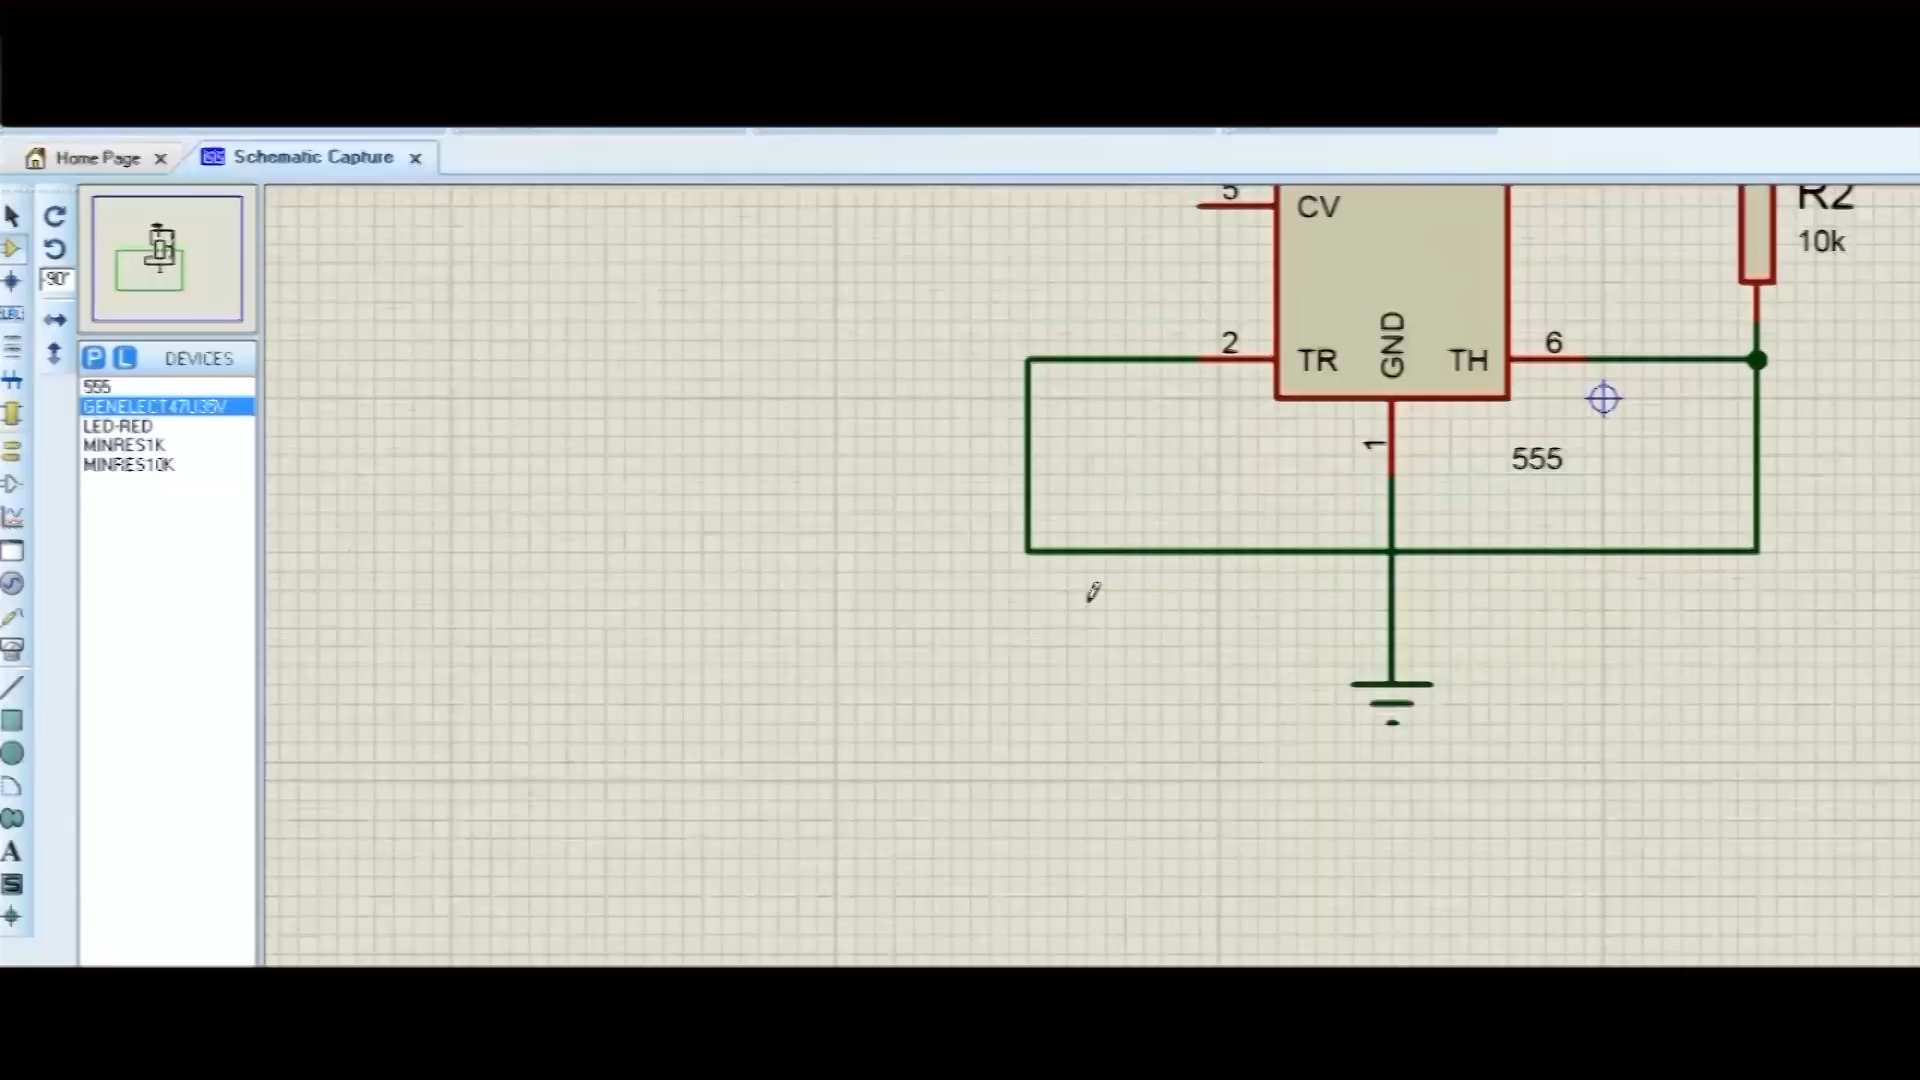 Home Page
Schematic Capture
-90°
P L DEVICES
555
GENELECT47U35V
LED-RED
MINRES1K
MINRES10K
5
CV
R2
10k
2
TR
GND
TH
6
1
555
LBL
A
S